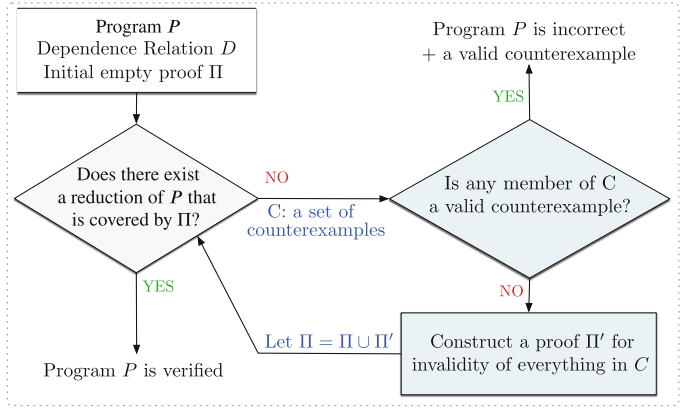 Program P
Dependence Relation D
Initial empty proof Π
Does there exist
a reduction of P that
is covered by Π?
NO
C: a set of
counterexamples
YES
Program P is verified
Program P is incorrect
+ a valid counterexample
YES
Is any member of C
a valid counterexample?
NO
Construct a proof Π′ for
invalidity of everything in C
Let Π = Π ∪ Π′